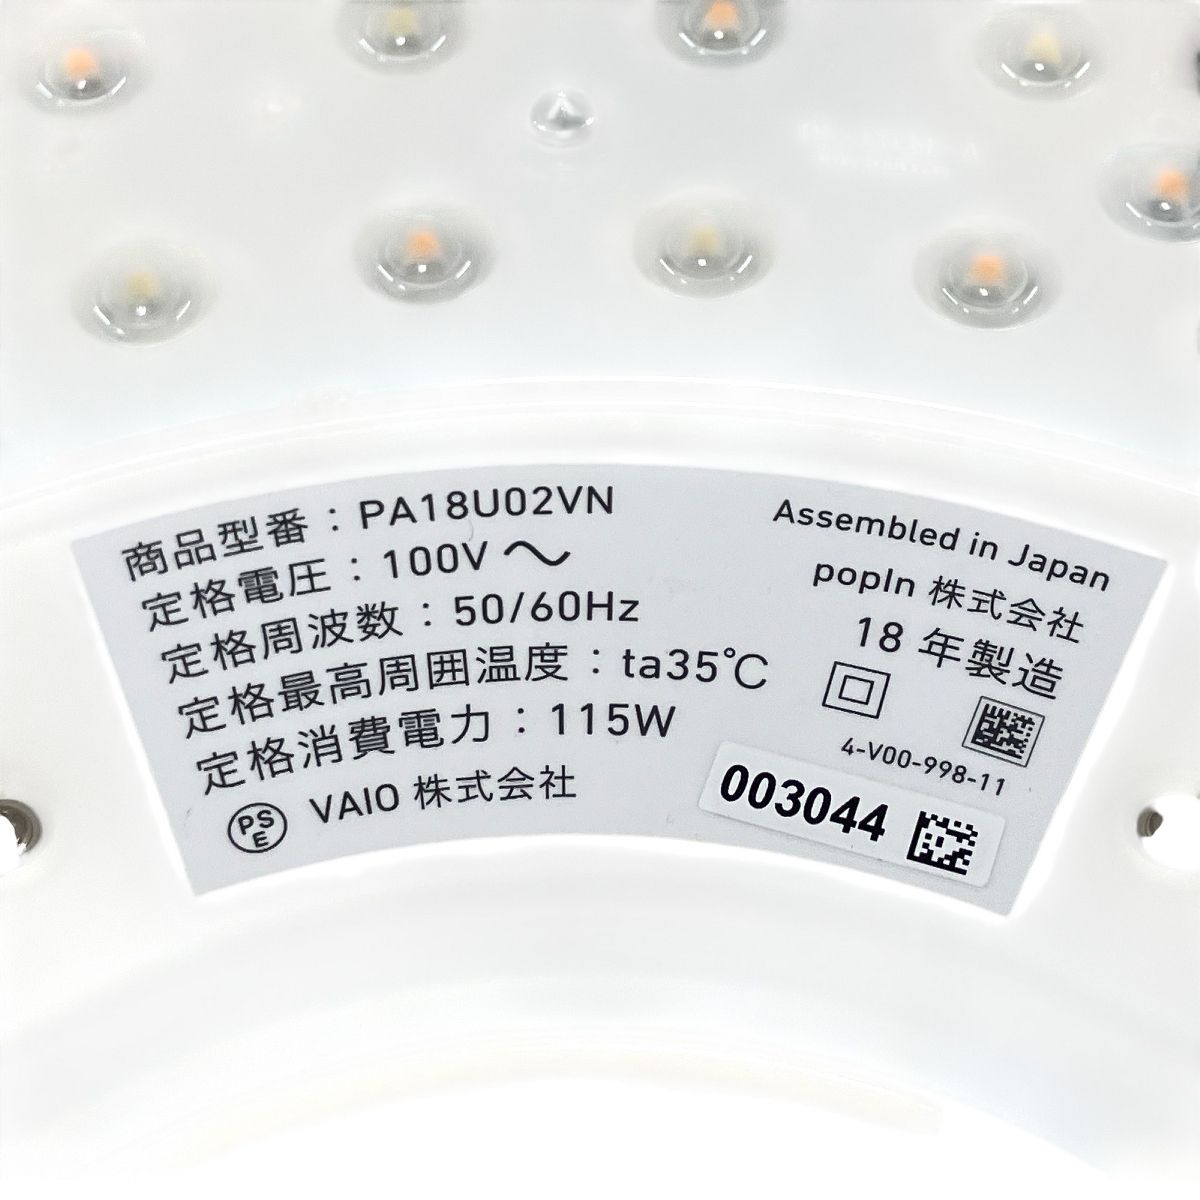 商品型番：PA18U02VN
定格電圧：100V～
定格周波数：50/60Hz
定格最高周囲温度：ta35℃
定格消費電力：115W
PSE VAIO 株式会社
Assembled in Japan
popIn 株式会社
18 年製造
4-V00-998-11
003044